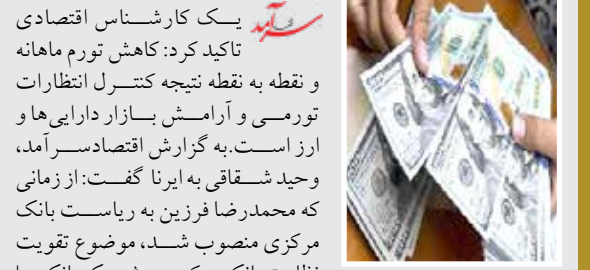 سرآمد یک کارشناس اقتصادی
تاکید کرد: کاهش تورم ماهانه
و نقطه به نقطه نتیجه کنترل انتظارات
تورمی و آرامش بازار دارایی‌ها و
ارز است.به گزارش اقتصادسرآمد،
وحید شقاقی به ایرنا گفت: از زمانی
که محمدرضا فرزین به ریاست بانک
مرکزی منصوب شد، موضوع تقویت